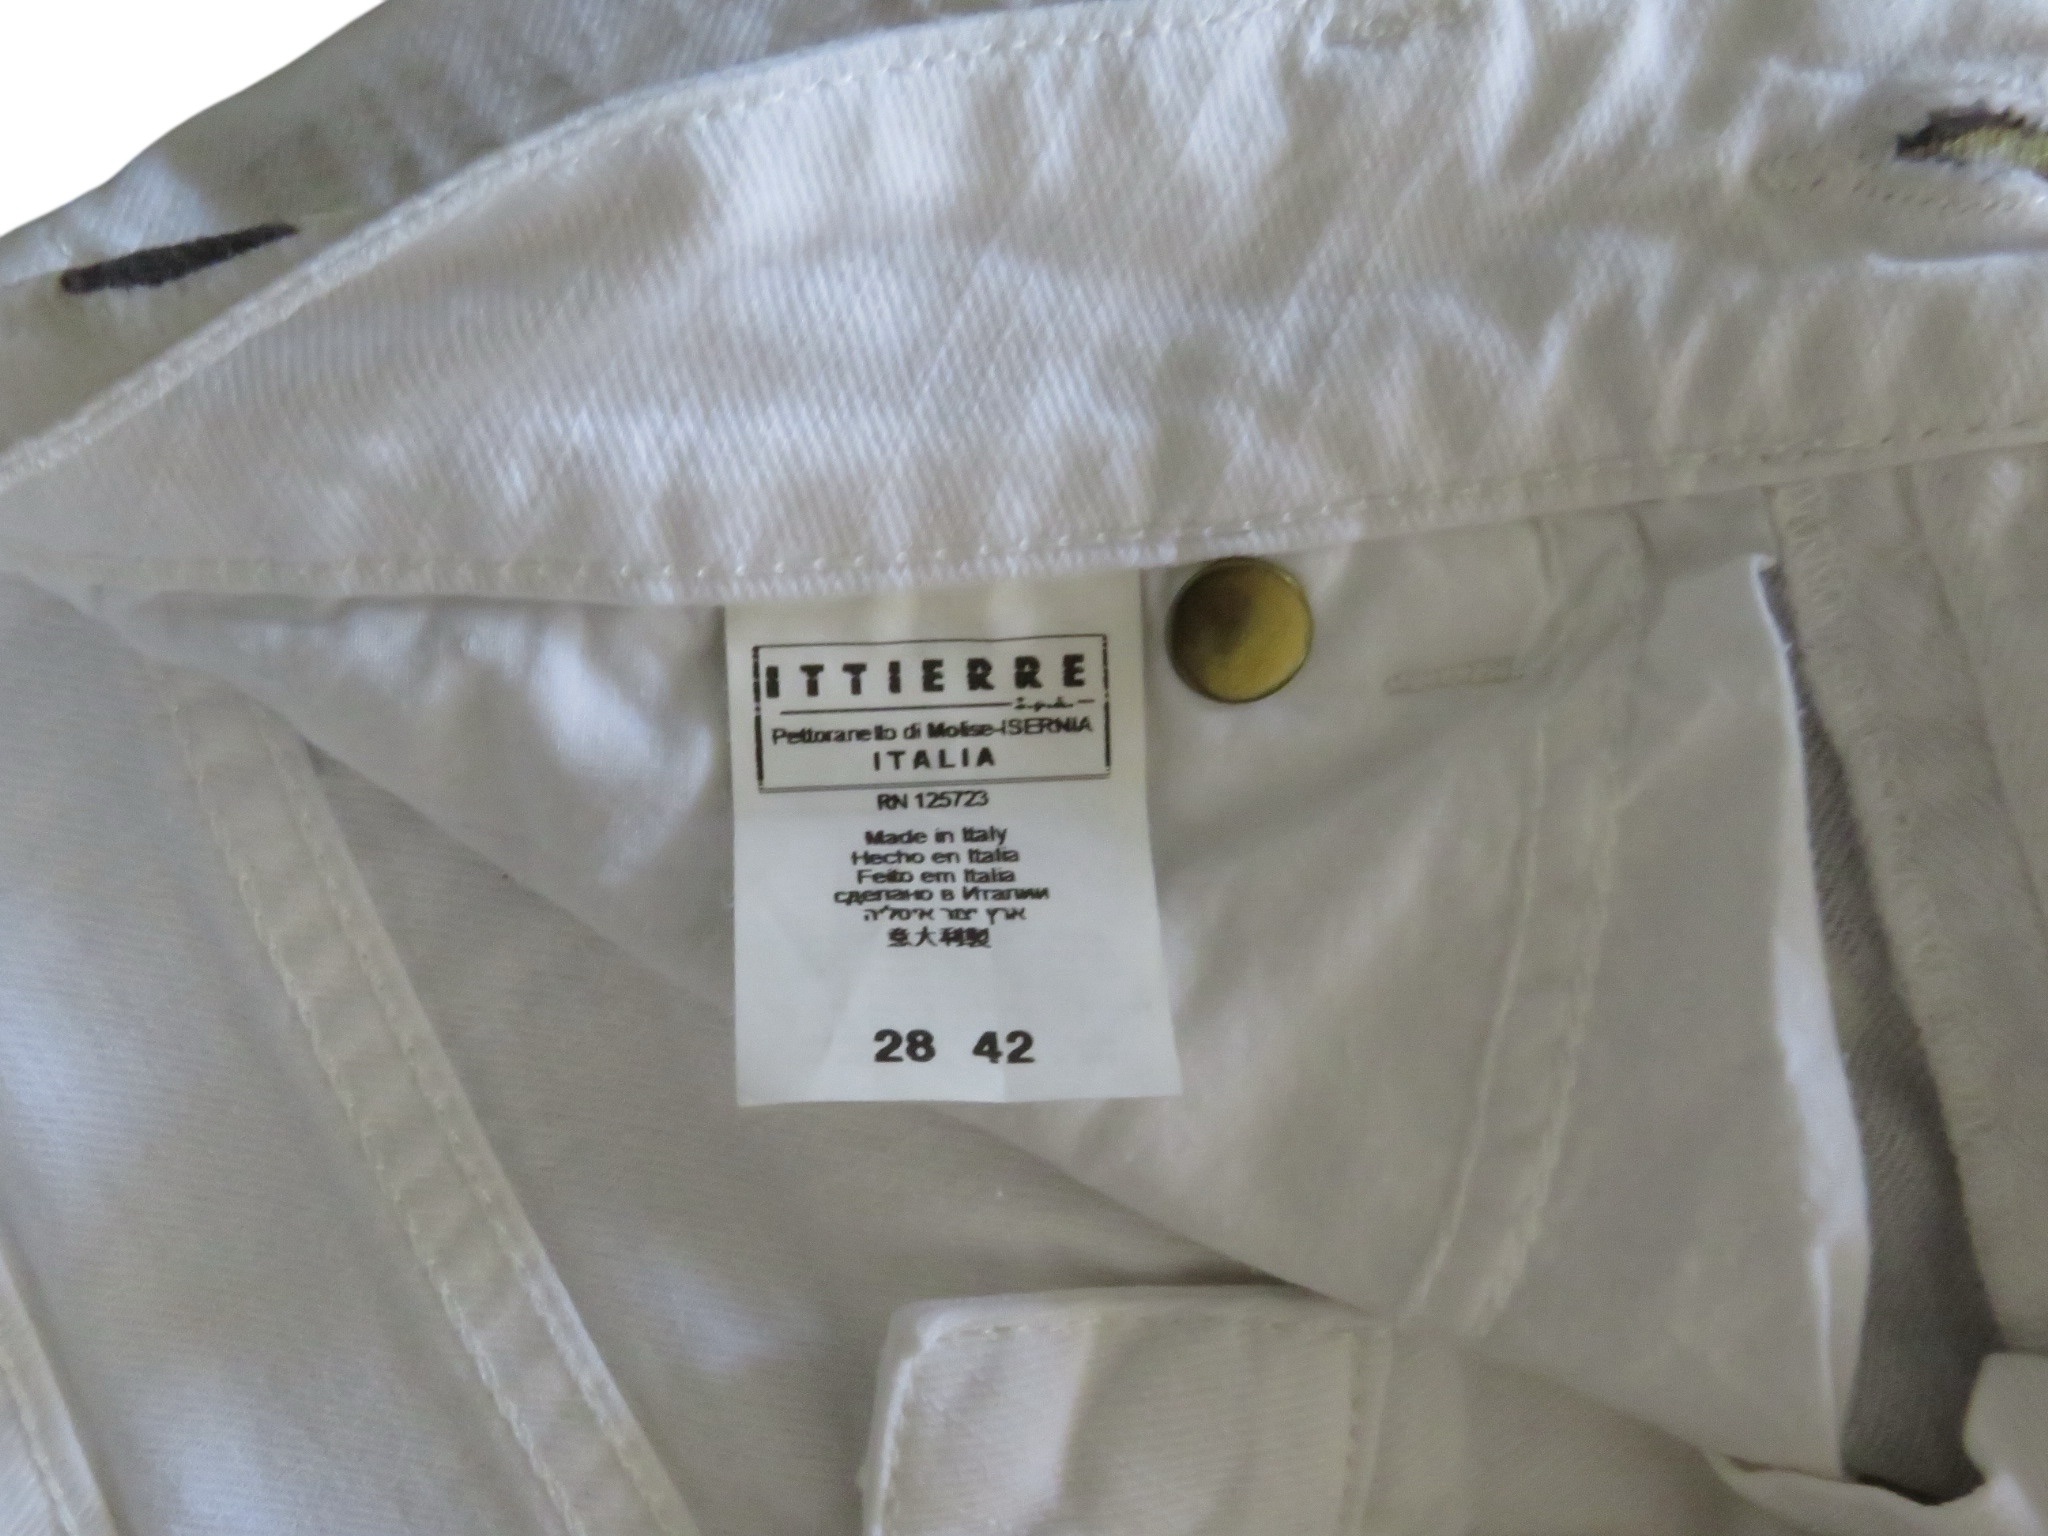 ITTIERRE
S.p.A.
Pettoranello di Molise-ISERNIA
ITALIA
RN 125723
Made in Italy
Hecho en Italia
Feito em Italia
сделано в Италии
ארץ יצור איטליה
意大利製
28 42